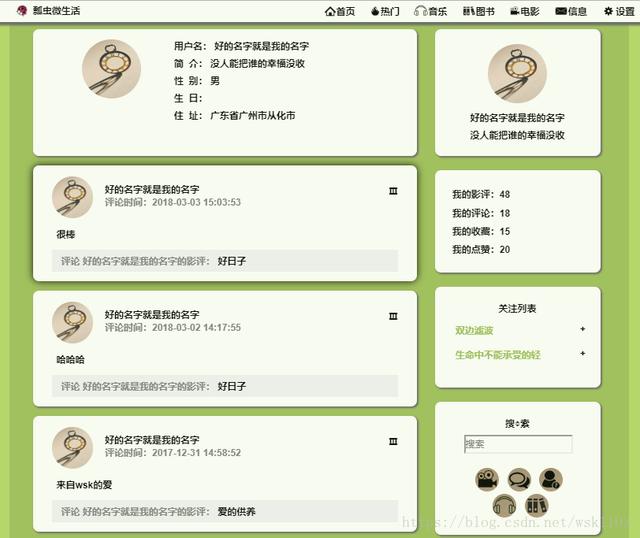 瓢虫微生活
首页 热门 音乐 图书 电影 信息 设置
用户名： 好的名字就是我的名字
简 介： 没人能把谁的幸福没收
性 别： 男
生 日：
住 址： 广东省广州市从化市
好的名字就是我的名字
没人能把谁的幸福没收
好的名字就是我的名字
评论时间：2018-03-03 15:03:53
很棒
评论 好的名字就是我的名字的影评： 好日子
我的影评：48
我的评论：18
我的收藏：15
我的点赞：20
好的名字就是我的名字
评论时间：2018-03-02 14:17:55
哈哈哈
评论 好的名字就是我的名字的影评： 好日子
关注列表
双边滤波 +
生命中不能承受的轻 +
好的名字就是我的名字
评论时间：2017-12-31 14:58:52
来自wsk的爱
评论 好的名字就是我的名字的影评： 爱的供养
搜÷索
搜索